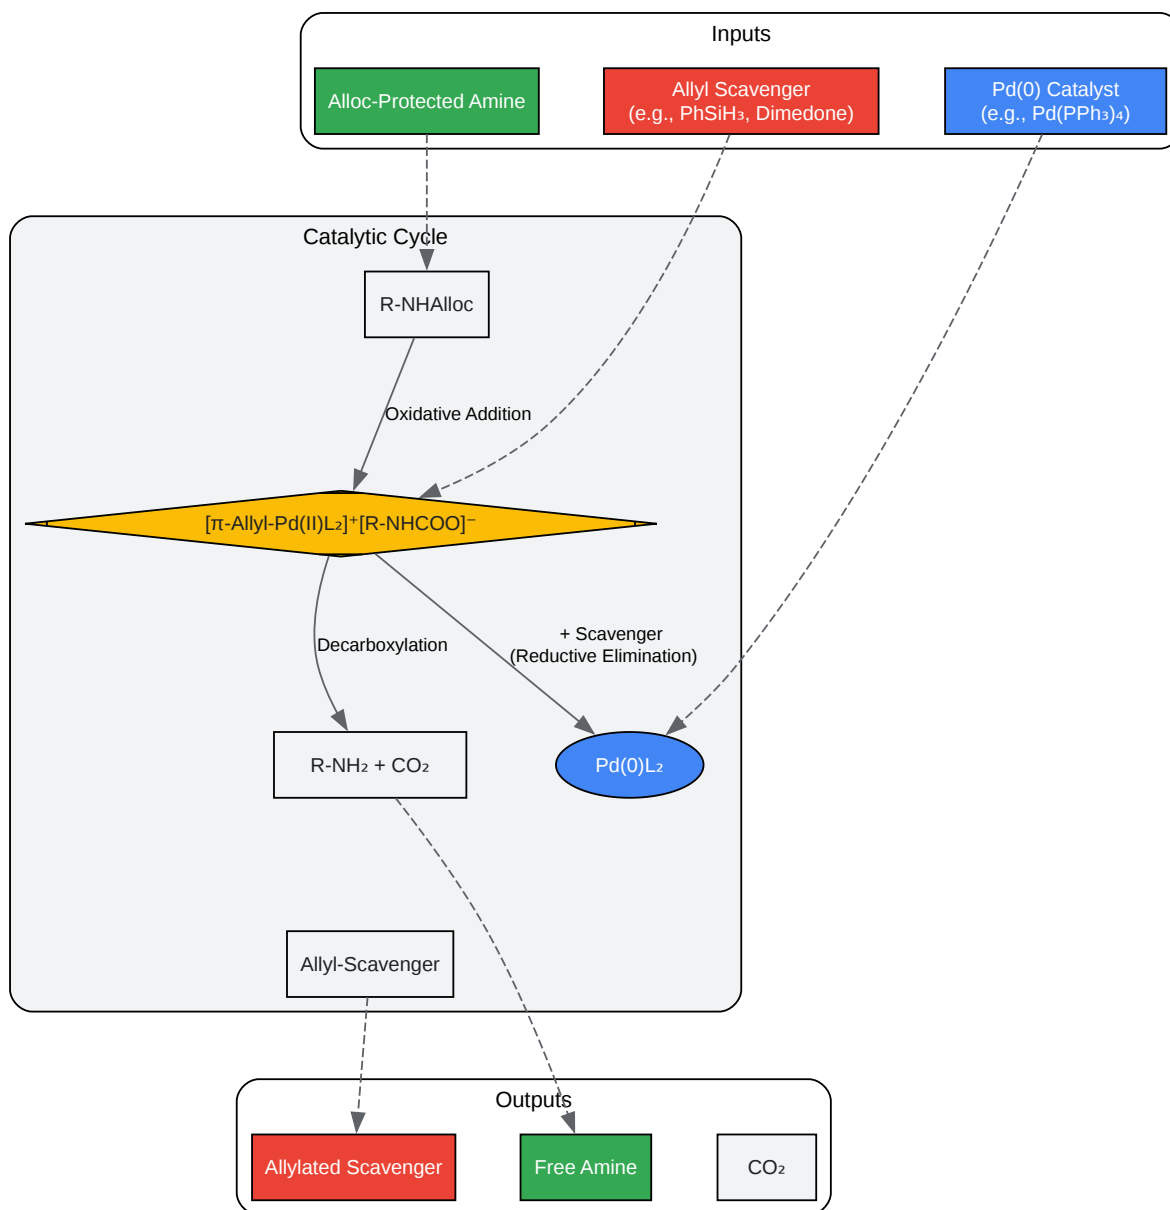 Inputs
Alloc-Protected Amine
Allyl Scavenger
(e.g., PhSiH₃, Dimedone)
Pd(0) Catalyst
(e.g., Pd(PPh₃)₄)
Catalytic Cycle
R-NHAlloc
Oxidative Addition
[π-Allyl-Pd(II)L₂]⁺[R-NHCOO]⁻
Decarboxylation
+ Scavenger
(Reductive Elimination)
R-NH₂ + CO₂
Pd(0)L₂
Allyl-Scavenger
Outputs
Allylated Scavenger
Free Amine
CO₂